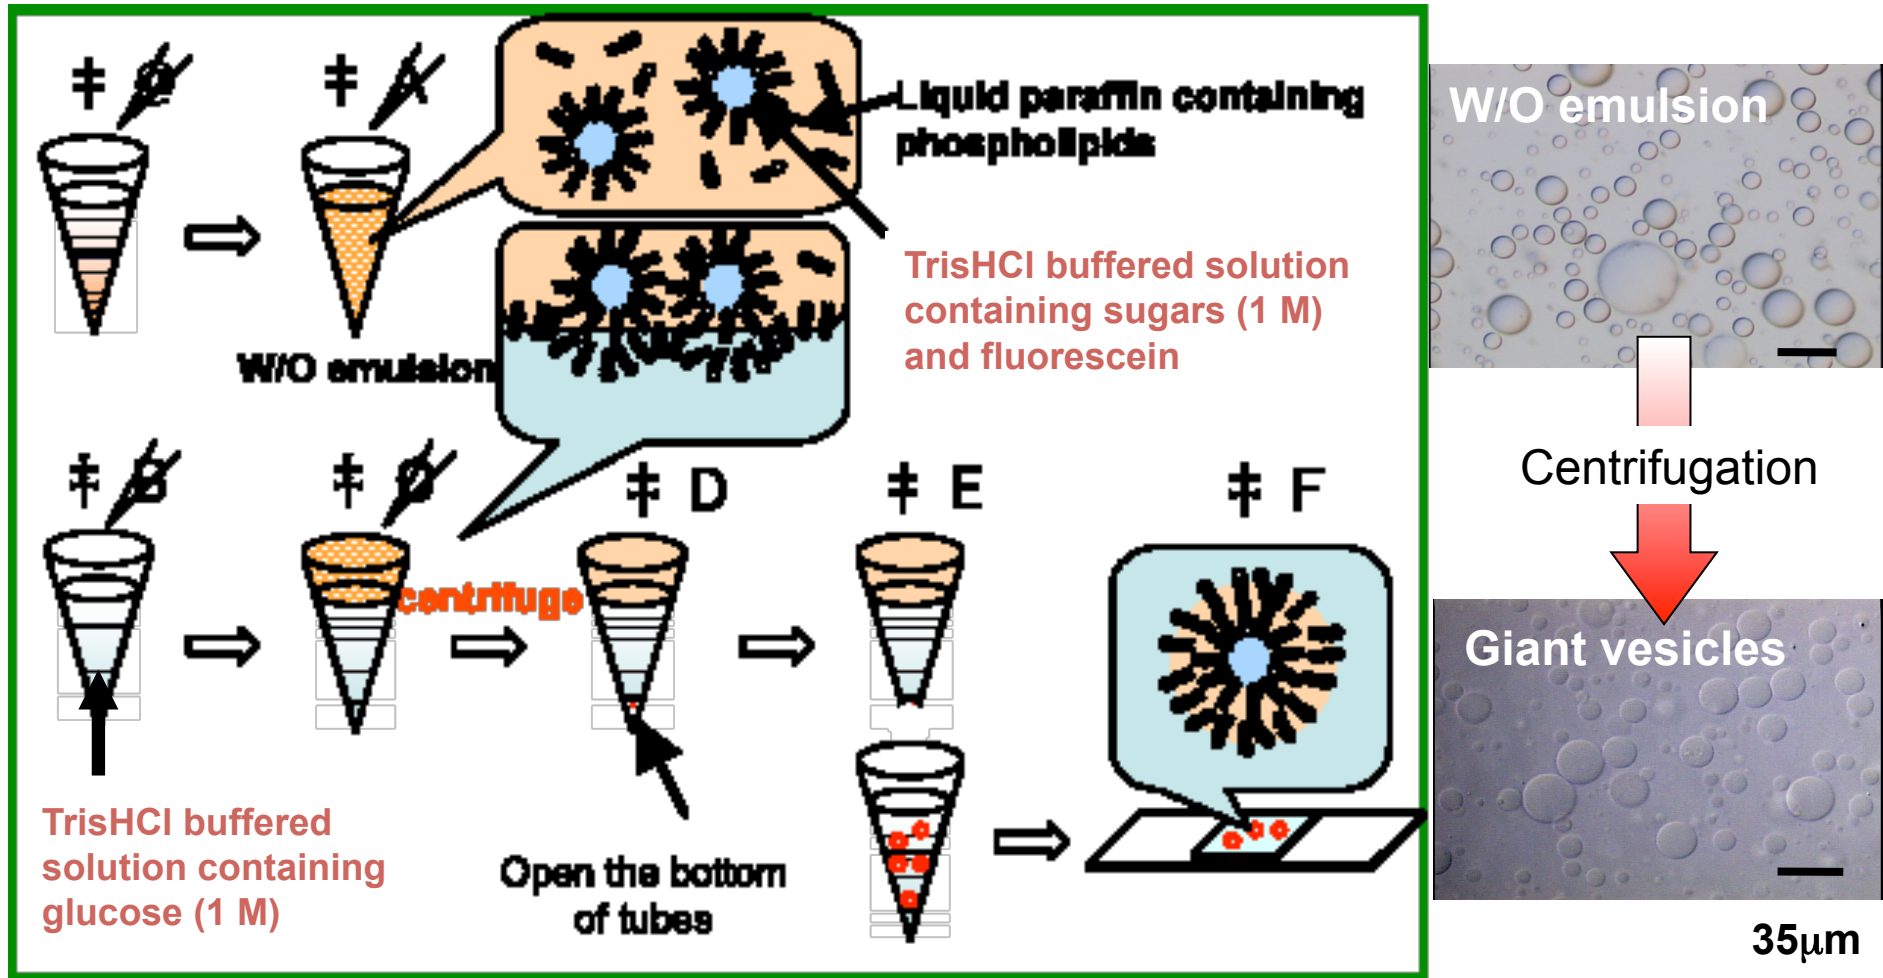 ‡ @
‡ A
Liquid paraffin containing
phospholipids
TrisHCl buffered solution
containing sugars (1 M)
and fluorescein
W/O emulsion
‡ B
‡ C
‡ D
‡ E
‡ F
centrifuge
TrisHCl buffered
solution containing
glucose (1 M)
Open the bottom
of tubes
W/O emulsion
Centrifugation
Giant vesicles
35μm